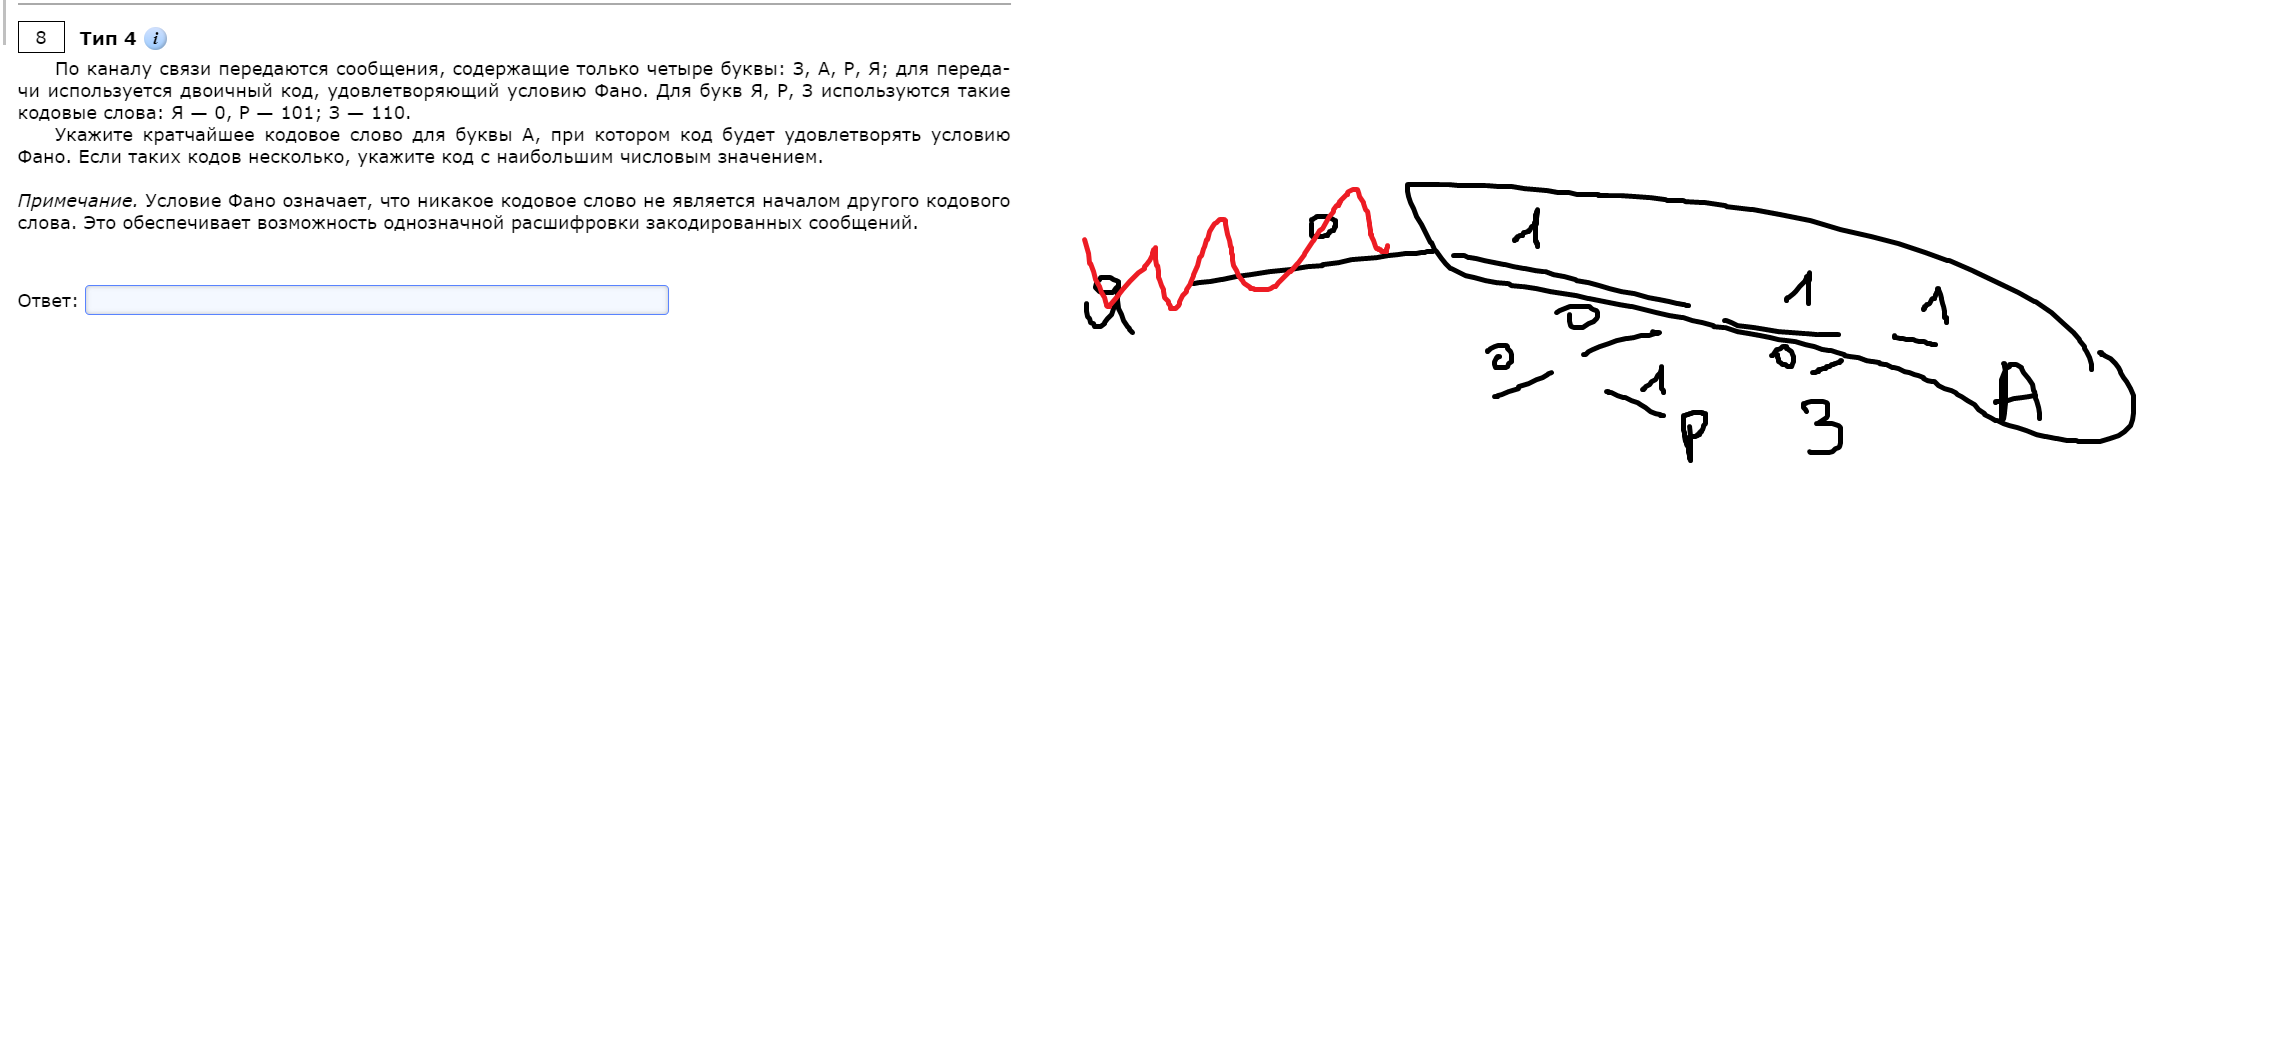 8 Тип 4 i
По каналу связи передаются сообщения, содержащие только четыре буквы: З, А, Р, Я; для переда-
чи используется двоичный код, удовлетворяющий условию Фано. Для букв Я, Р, З используются такие
кодовые слова: Я — 0, Р — 101; З — 110.
Укажите кратчайшее кодовое слово для буквы А, при котором код будет удовлетворять условию
Фано. Если таких кодов несколько, укажите код с наибольшим числовым значением.
Примечание. Условие Фано означает, что никакое кодовое слово не является началом другого кодового
слова. Это обеспечивает возможность однозначной расшифровки закодированных сообщений.
Ответ:
0 1
Я
1 1
0
0 1 0
Р З А